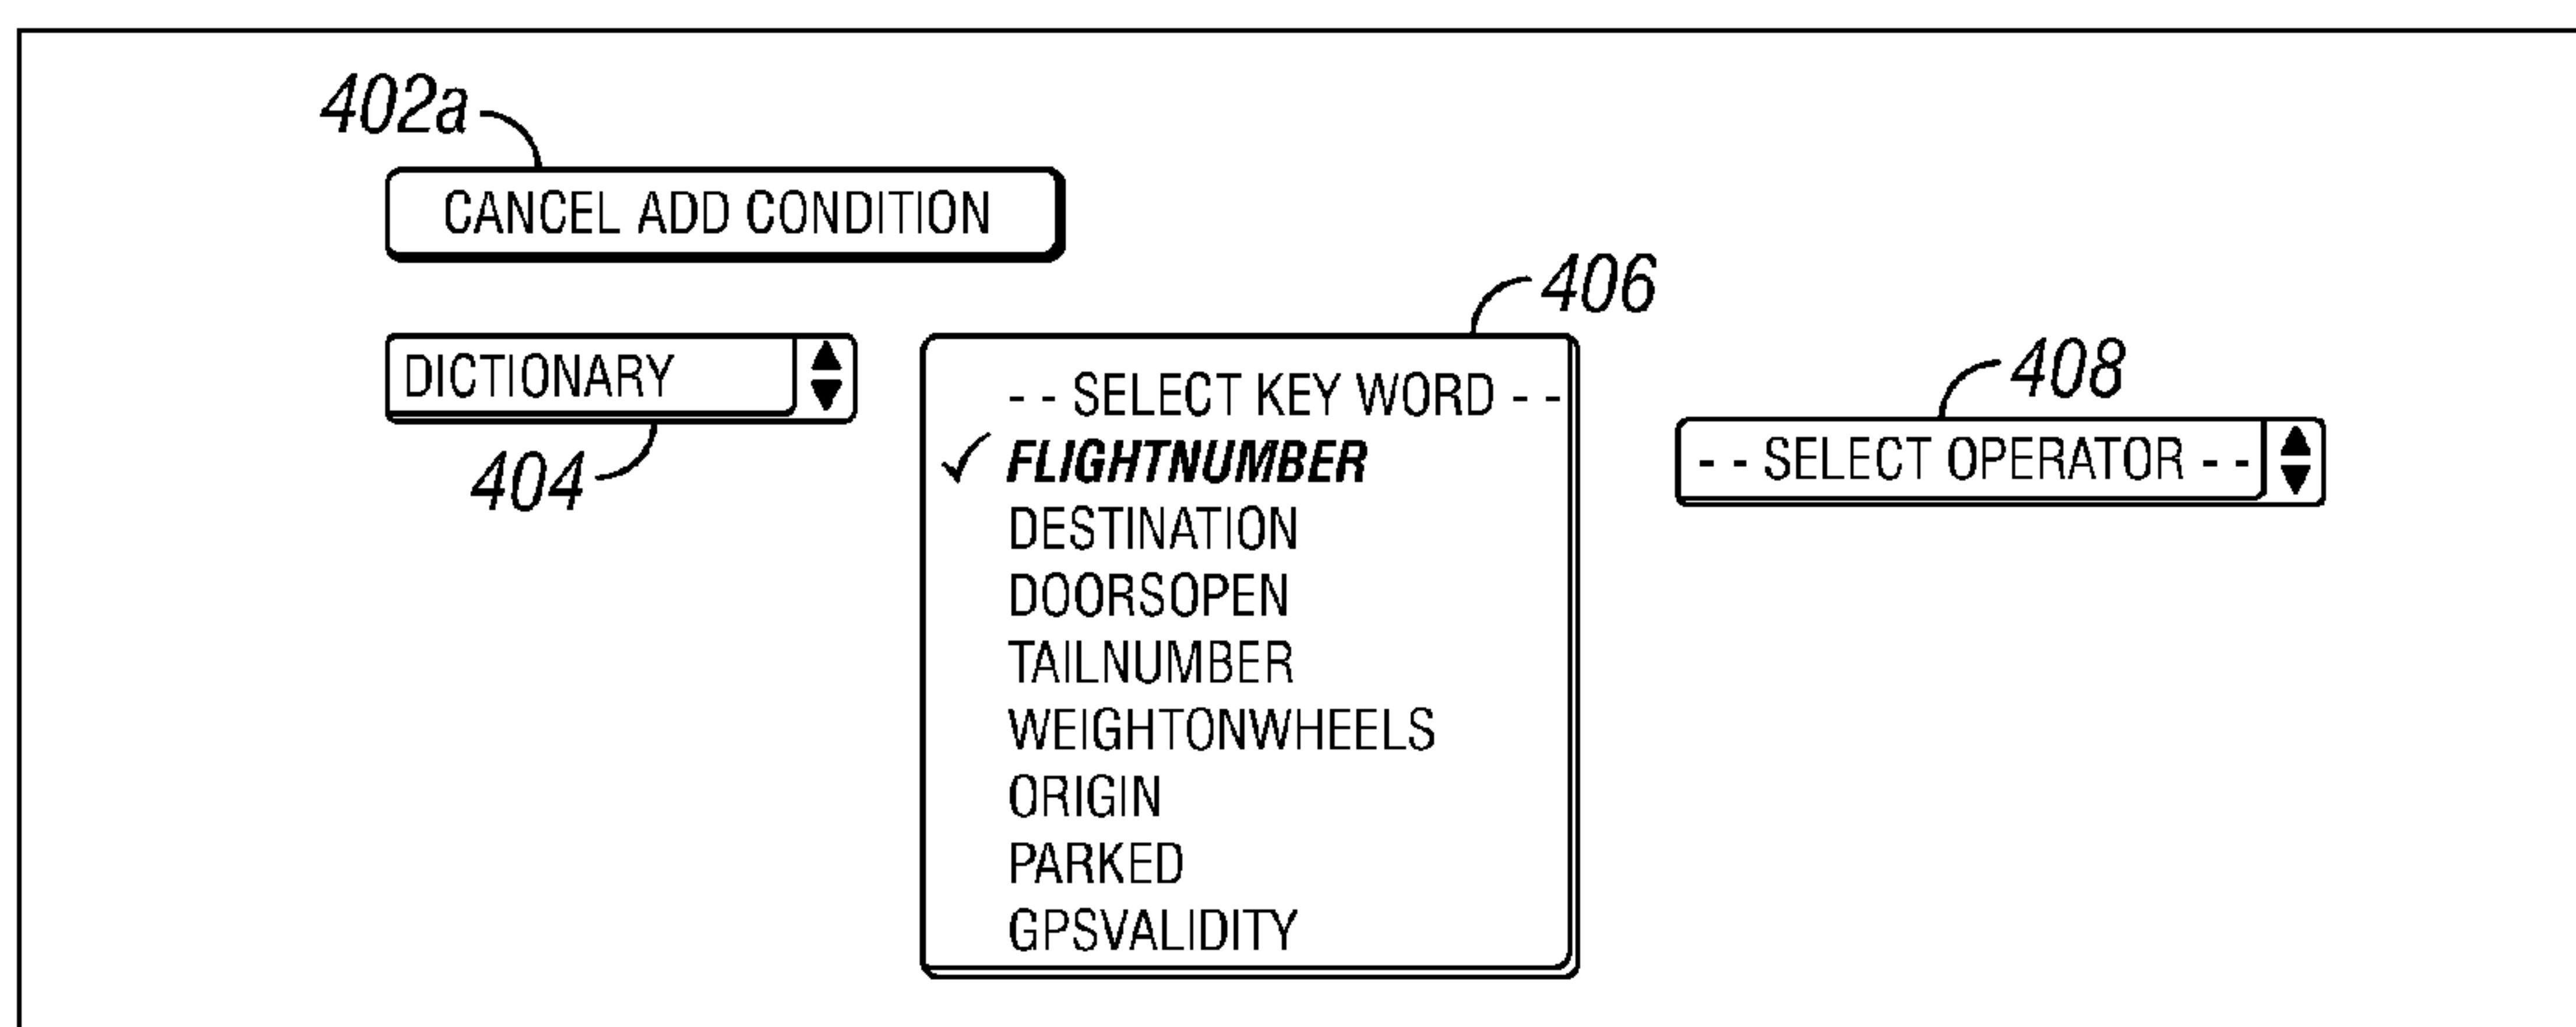 402a
CANCEL ADD CONDITION
406
DICTIONARY
404
- - SELECT KEY WORD - -
✓ FLIGHTNUMBER
DESTINATION
DOORSOPEN
TAILNUMBER
WEIGHTONWHEELS
ORIGIN
PARKED
GPSVALIDITY
408
- - SELECT OPERATOR - -